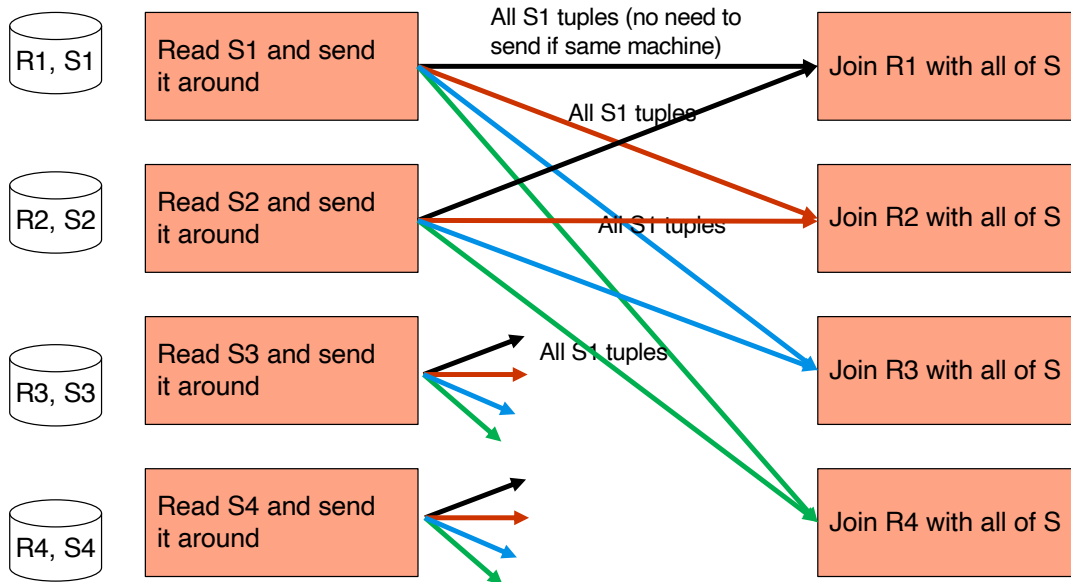 R1, S1
Read S1 and send
it around
All S1 tuples (no need to
send if same machine)
Join R1 with all of S
All S1 tuples
R2, S2
Read S2 and send
it around
All S1 tuples
Join R2 with all of S
R3, S3
Read S3 and send
it around
All S1 tuples
Join R3 with all of S
R4, S4
Read S4 and send
it around
Join R4 with all of S